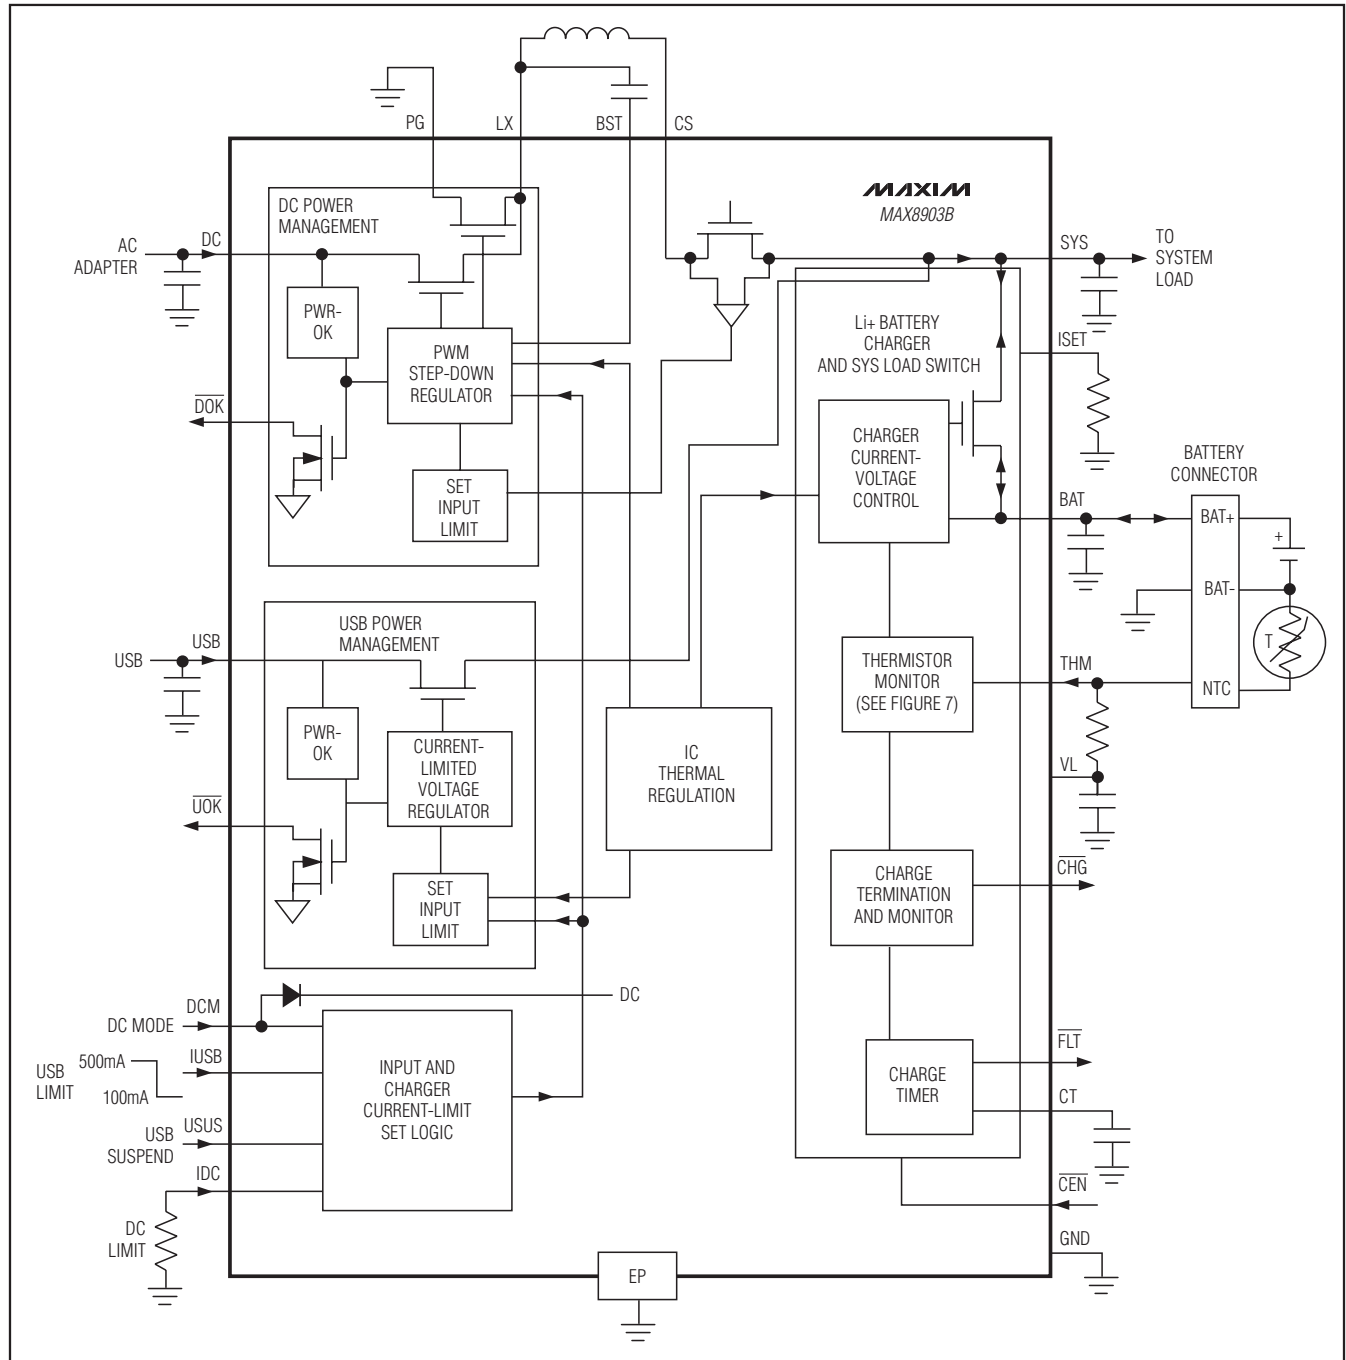 PG
LX
BST
CS
MAXIM
MAX8903B
DC POWER
MANAGEMENT
AC
ADAPTER
DC
PWR-
OK
PWM
STEP-DOWN
REGULATOR
DOK
SET
INPUT
LIMIT
SYS
TO
SYSTEM
LOAD
Li+ BATTERY
CHARGER
AND SYS LOAD SWITCH
ISET
CHARGER
CURRENT-
VOLTAGE
CONTROL
BATTERY
CONNECTOR
BAT
BAT+
+
BAT-
T
NTC
USB POWER
MANAGEMENT
USB
USB
PWR-
OK
CURRENT-
LIMITED
VOLTAGE
REGULATOR
UOK
SET
INPUT
LIMIT
IC
THERMAL
REGULATION
THERMISTOR
MONITOR
(SEE FIGURE 7)
THM
VL
CHARGE
TERMINATION
AND MONITOR
CHG
DC
DCM
DC MODE
IUSB
USB
LIMIT
500mA
100mA
USUS
USB
SUSPEND
IDC
DC
LIMIT
INPUT AND
CHARGER
CURRENT-LIMIT
SET LOGIC
CHARGE
TIMER
FLT
CT
CEN
GND
EP